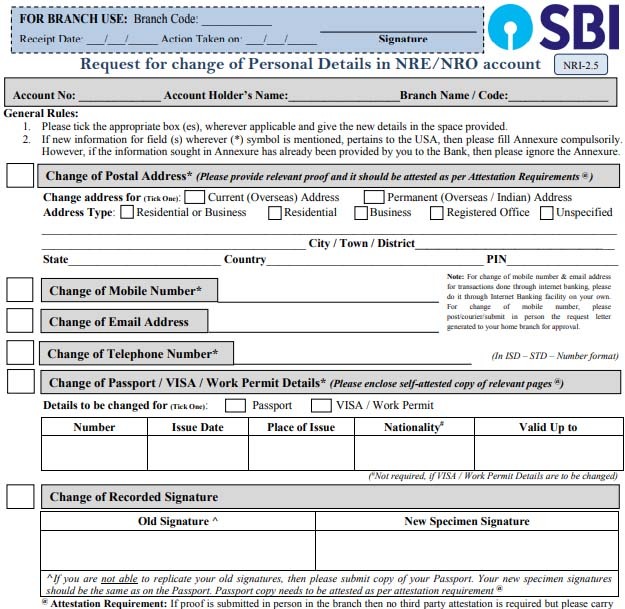 FOR BRANCH USE: Branch Code: ___________
Receipt Date: ___/___/_____ Action Taken on: ___/___/_____ Signature
SBI
Request for change of Personal Details in NRE/NRO account
NRI-2.5
Account No: ______________ Account Holder's Name:___________________ Branch Name / Code:_________________
General Rules:
1. Please tick the appropriate box (es), wherever applicable and give the new details in the space provided.
2. If new information for field (s) wherever (*) symbol is mentioned, pertains to the USA, then please fill Annexure compulsorily.
However, if the information sought in Annexure has already been provided by you to the Bank, then please ignore the Annexure.
Change of Postal Address* (Please provide relevant proof and it should be attested as per Attestation Requirements @)
Change address for (Tick One): Current (Overseas) Address Permanent (Overseas / Indian) Address
Address Type: Residential or Business Residential Business Registered Office Unspecified
City / Town / District
State Country PIN
Change of Mobile Number*
Change of Email Address
Note: For change of mobile number & email address
for transactions done through internet banking, please
do it through Internet Banking facility on your own.
For change of mobile number, please
post/courier/submit in person the request letter
generated to your home branch for approval.
Change of Telephone Number*
(In ISD – STD – Number format)
Change of Passport / VISA / Work Permit Details* (Please enclose self-attested copy of relevant pages @)
Details to be changed for (Tick One): Passport VISA / Work Permit
Number Issue Date Place of Issue Nationality# Valid Up to
(#Not required, if VISA / Work Permit Details are to be changed)
Change of Recorded Signature
Old Signature ^ New Specimen Signature
^If you are not able to replicate your old signatures, then please submit copy of your Passport. Your new specimen signatures
should be the same as on the Passport. Passport copy needs to be attested as per attestation requirement @
@ Attestation Requirement: If proof is submitted in person in the branch then no third party attestation is required but please carry